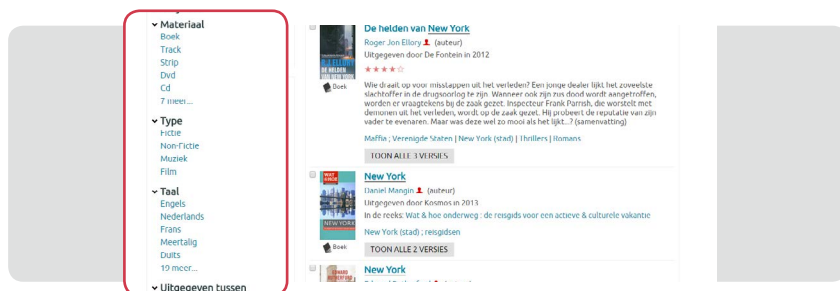 Materiaal
Boek
Track
Strip
Dvd
Cd
7 meer...
Type
Fictie
Non-Fictie
Muziek
Film
Taal
Engels
Nederlands
Frans
Meertalig
Duits
19 meer...
Uitgegeven tussen
De helden van New York
Roger Jon Ellory (auteur)
Uitgegeven door De Fontein in 2012
Boek
Wie draait op voor misstappen uit het verleden? Een jonge dealer lijkt het zoveelste
slachtoffer in de drugsoorlog te zijn. Wanneer ook zijn zus dood wordt aangetroffen,
worden er vraagtekens bij de zaak gezet. Inspecteur Frank Parrish, die worstelt met
demonen uit het verleden, wordt op de zaak gezet. Hij probeert de reputatie van zijn
vader te evenaren. Maar was deze wel zo mooi als het lijkt...? (samenvatting)
Maffia ; Verenigde Staten | New York (stad) | Thrillers | Romans
TOON ALLE 3 VERSIES
New York
Daniel Mangin (auteur)
Uitgegeven door Kosmos in 2013
In de reeks: Wat & hoe onderweg : de reisgids voor een actieve & culturele vakantie
New York (stad) ; reisgidsen
NEW YORK
Boek
TOON ALLE 2 VERSIES
New York
EDWARD
RUTHERFURD